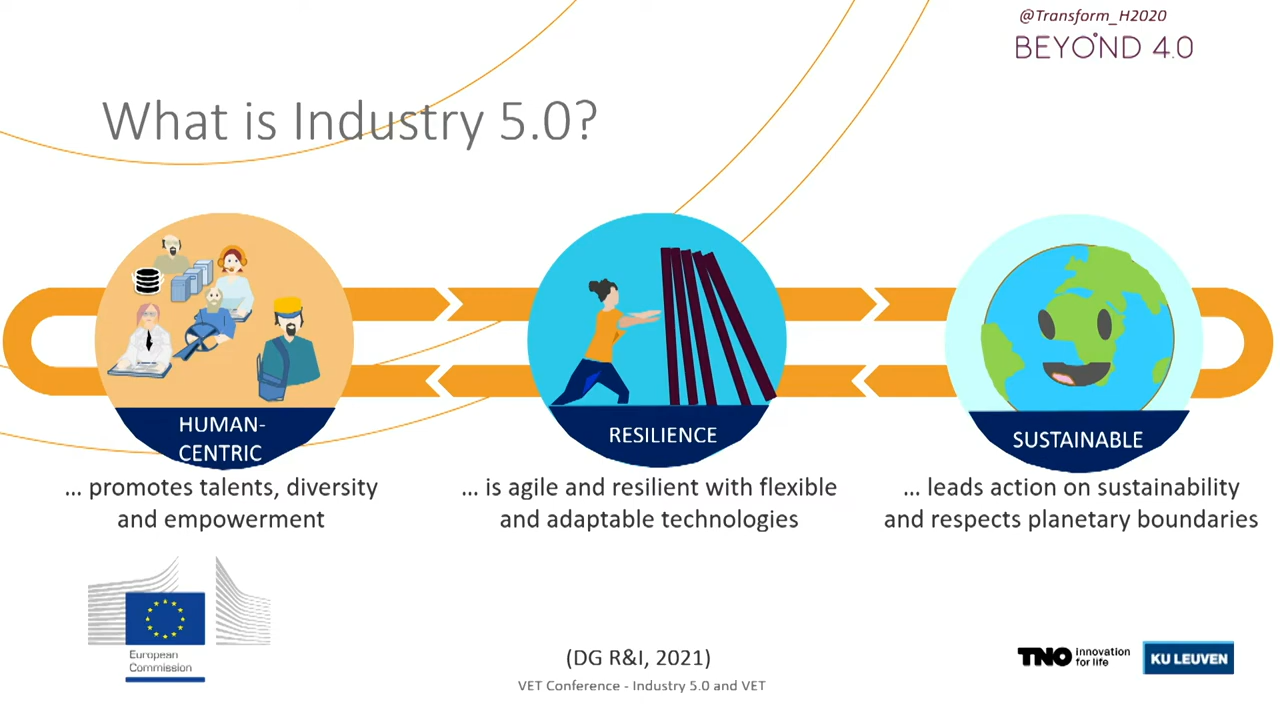 @Transform_H2020
BEYOND 4.0
What is Industry 5.0?
HUMAN-
CENTRIC
RESILIENCE
SUSTAINABLE
... promotes talents, diversity
and empowerment
... is agile and resilient with flexible
and adaptable technologies
... leads action on sustainability
and respects planetary boundaries
European
Commission
(DG R&I, 2021)
VET Conference - Industry 5.0 and VET
TNO innovation
for life
KU LEUVEN